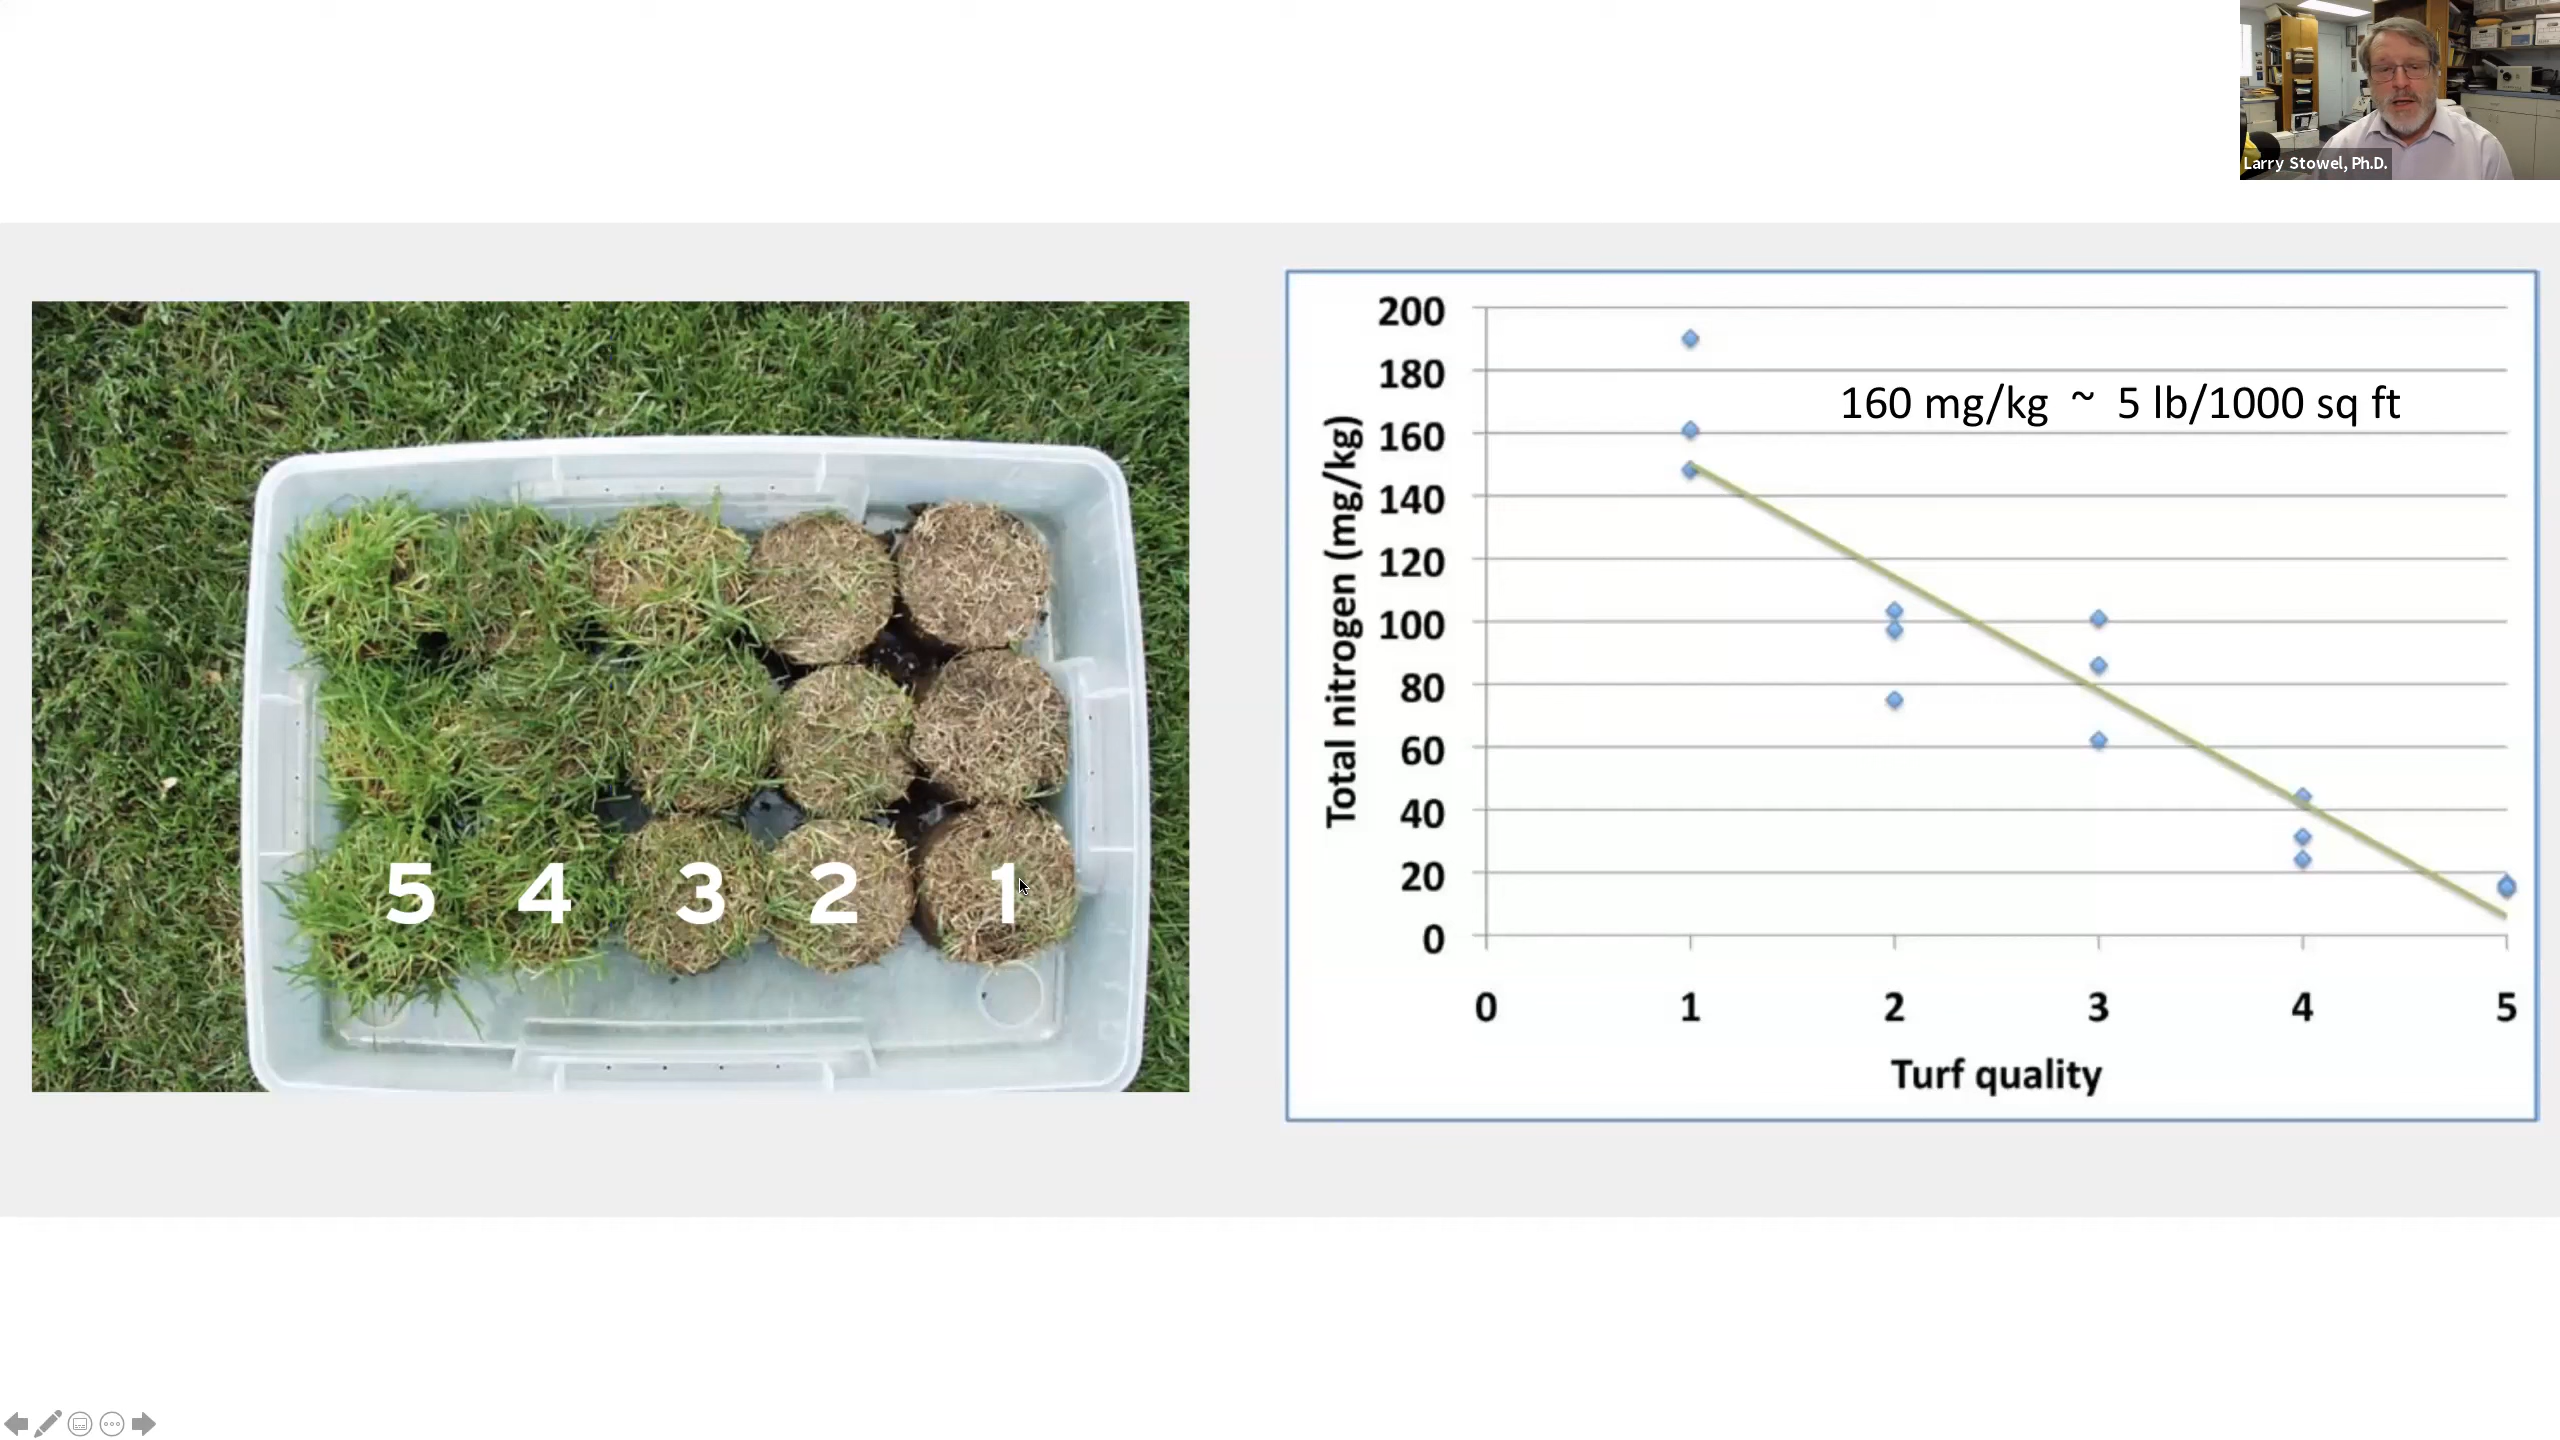 Larry Stowel, Ph.D.
5 4 3 2 1
200
180
160 mg/kg ~ 5 lb/1000 sq ft
160
140
120
100
80
60
40
20
0
Total nitrogen (mg/kg)
0 1 2 3 4 5
Turf quality